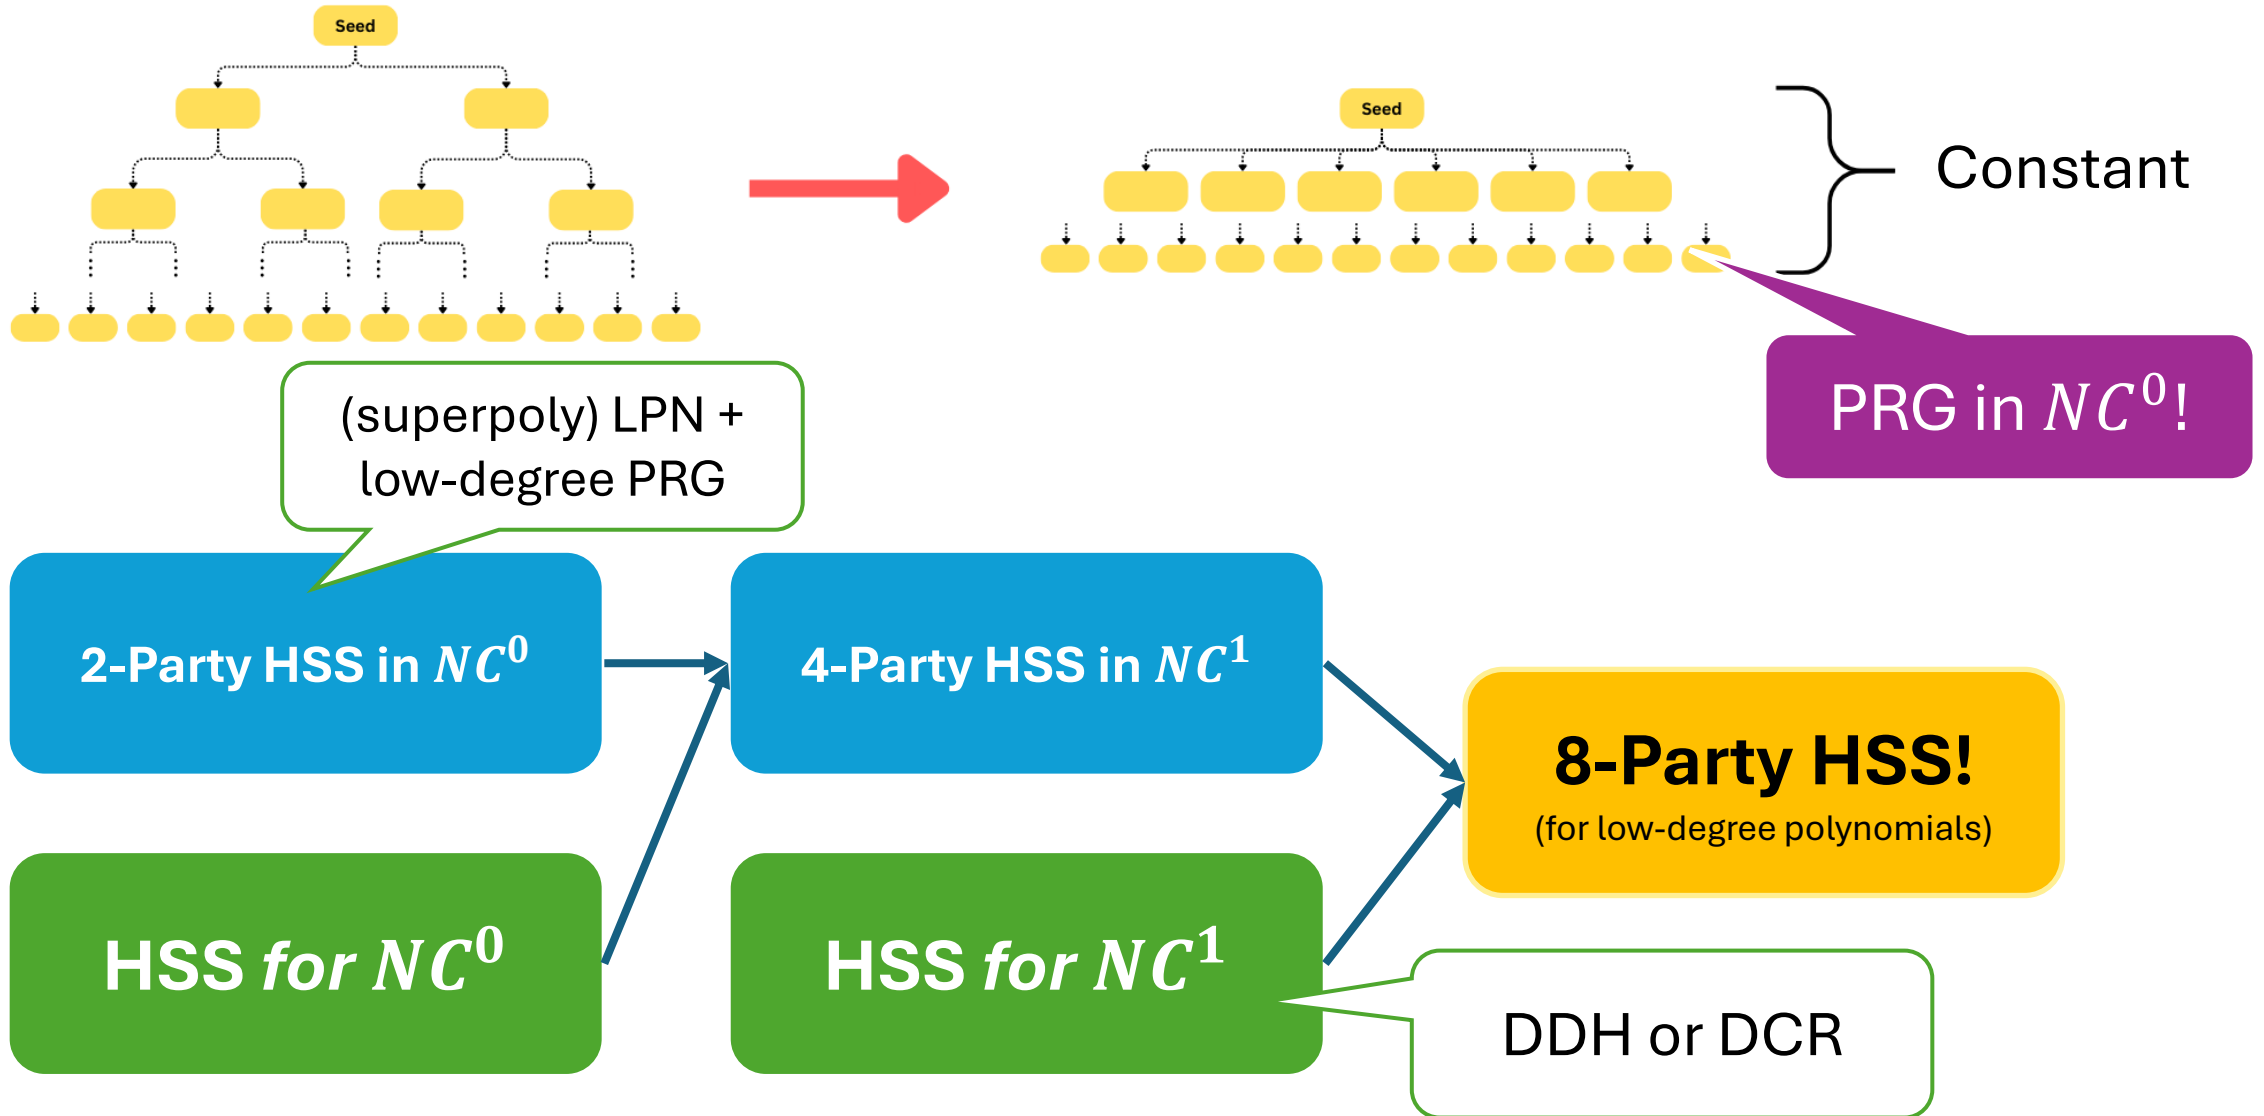 Seed
Seed
Constant
PRG in NC⁰!
(superpoly) LPN +
low-degree PRG
2-Party HSS in NC⁰
4-Party HSS in NC¹
8-Party HSS!
(for low-degree polynomials)
HSS for NC⁰
HSS for NC¹
DDH or DCR